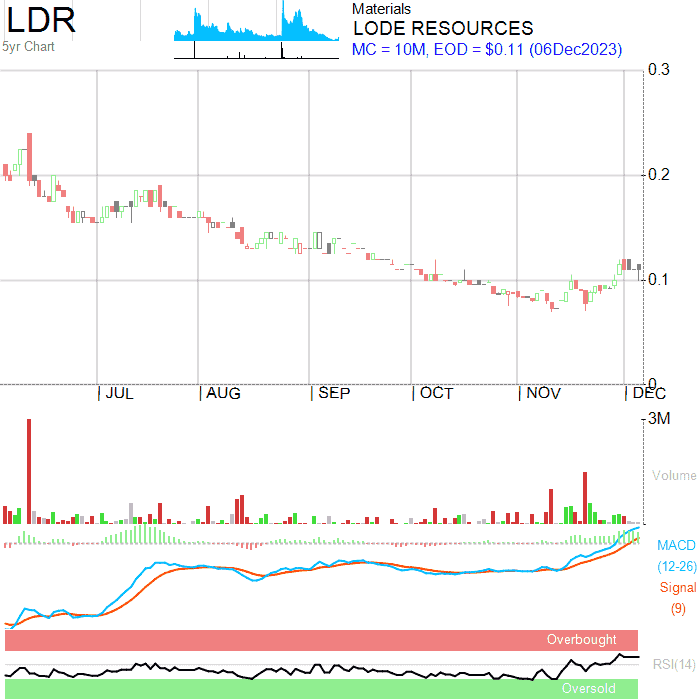 LDR
5yr Chart
Materials
LODE RESOURCES
MC = 10M, EOD = $0.11 (06Dec2023)
0.3
0.2
0.1
0
JUL AUG SEP OCT NOV DEC
3M
Volume
MACD
(12-26)
Signal
(9)
Overbought
RSI(14)
Oversold